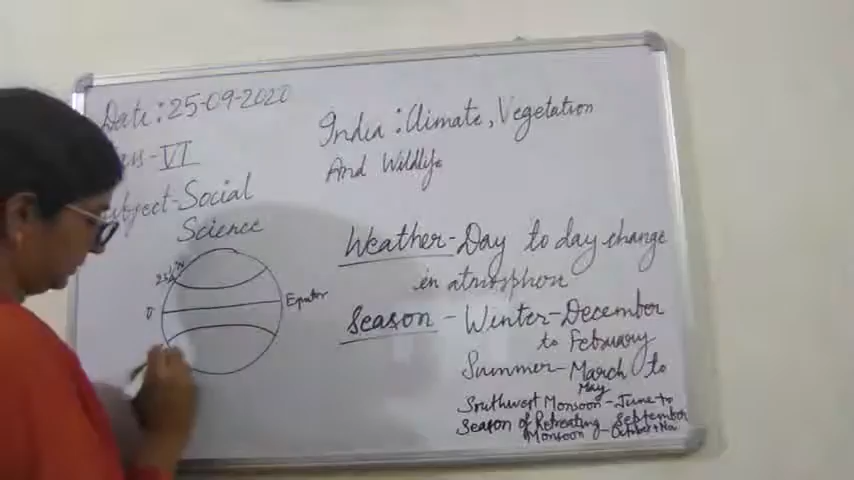 Date: 25-09-2020
VI
Subject-Social
Science
India: Climate, Vegetation
And Wildlife
Weather-Day to day change
in atmosphere
Season - Winter-December
to February
Summer- March to
May
Southwest Monsoon - June to
September
Season of Retreating
Monsoon - October & Nov
0
Equator